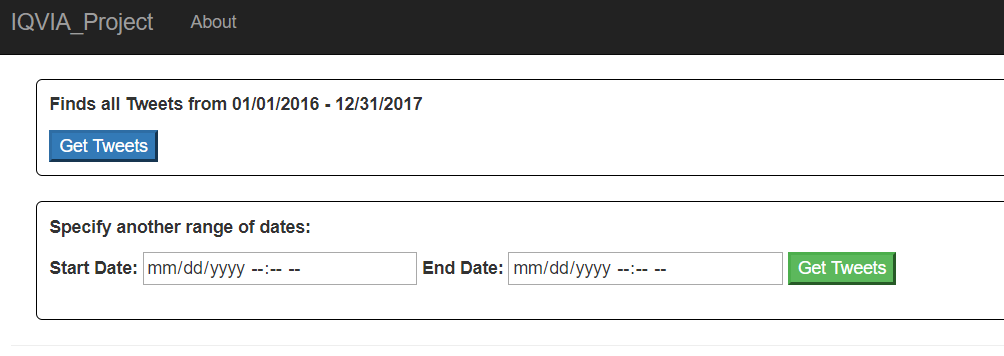 IQVIA_Project About
Finds all Tweets from 01/01/2016 - 12/31/2017
Get Tweets
Specify another range of dates:
Start Date: mm/dd/yyyy --:-- -- End Date: mm/dd/yyyy --:-- -- Get Tweets